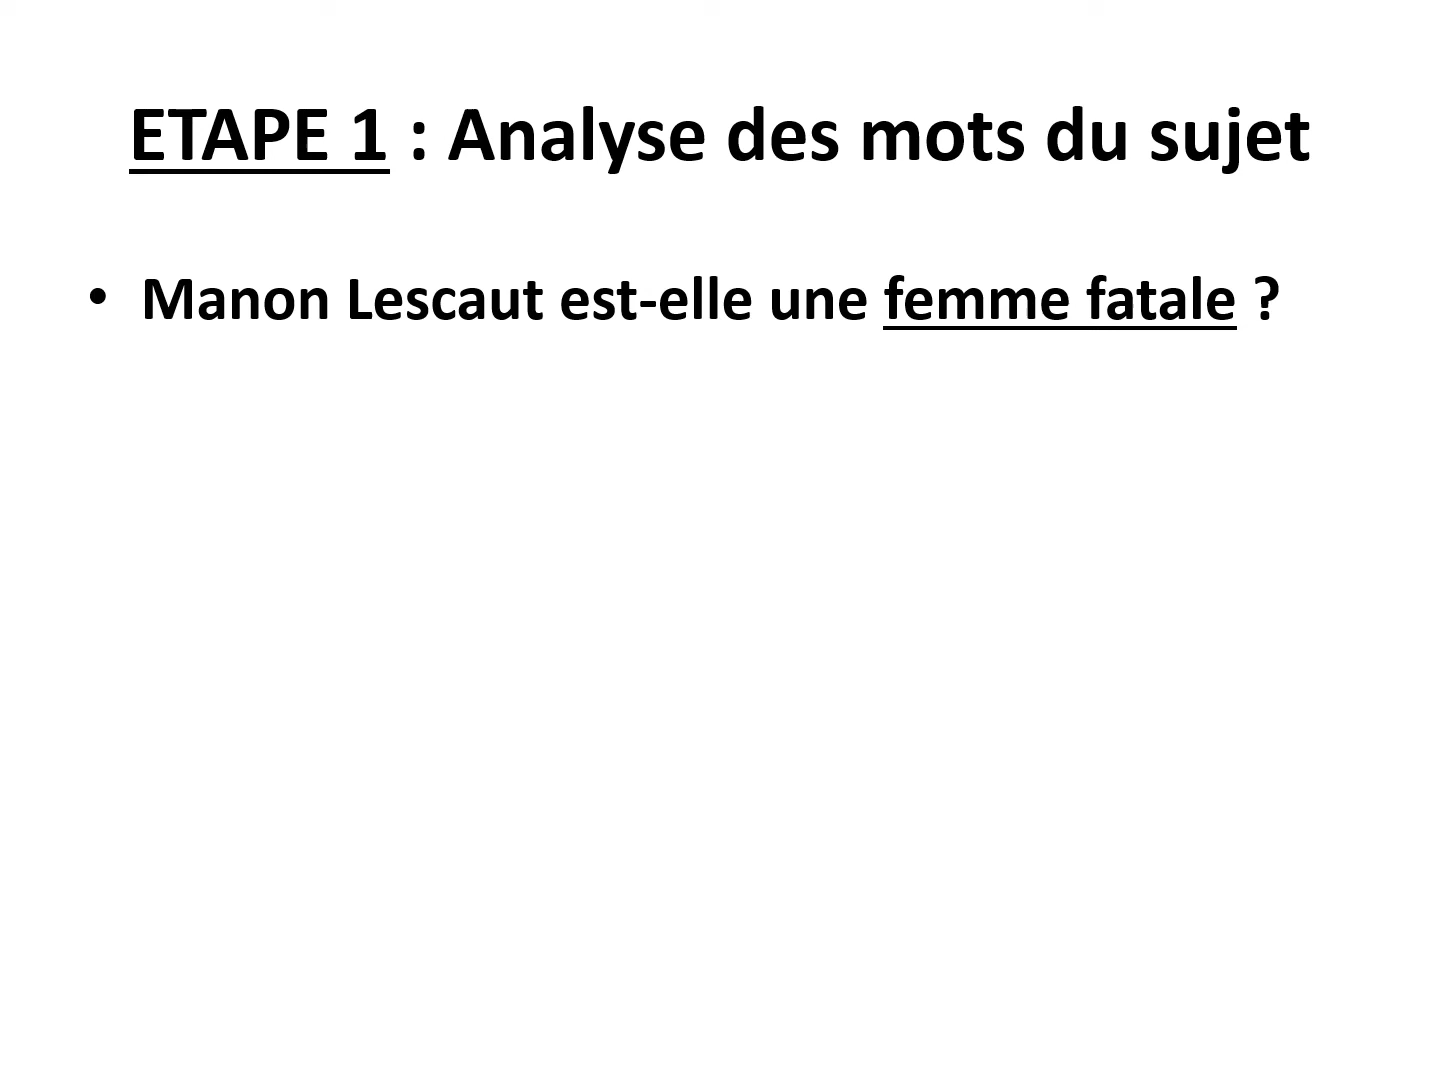 ETAPE 1 : Analyse des mots du sujet
• Manon Lescaut est-elle une femme fatale ?